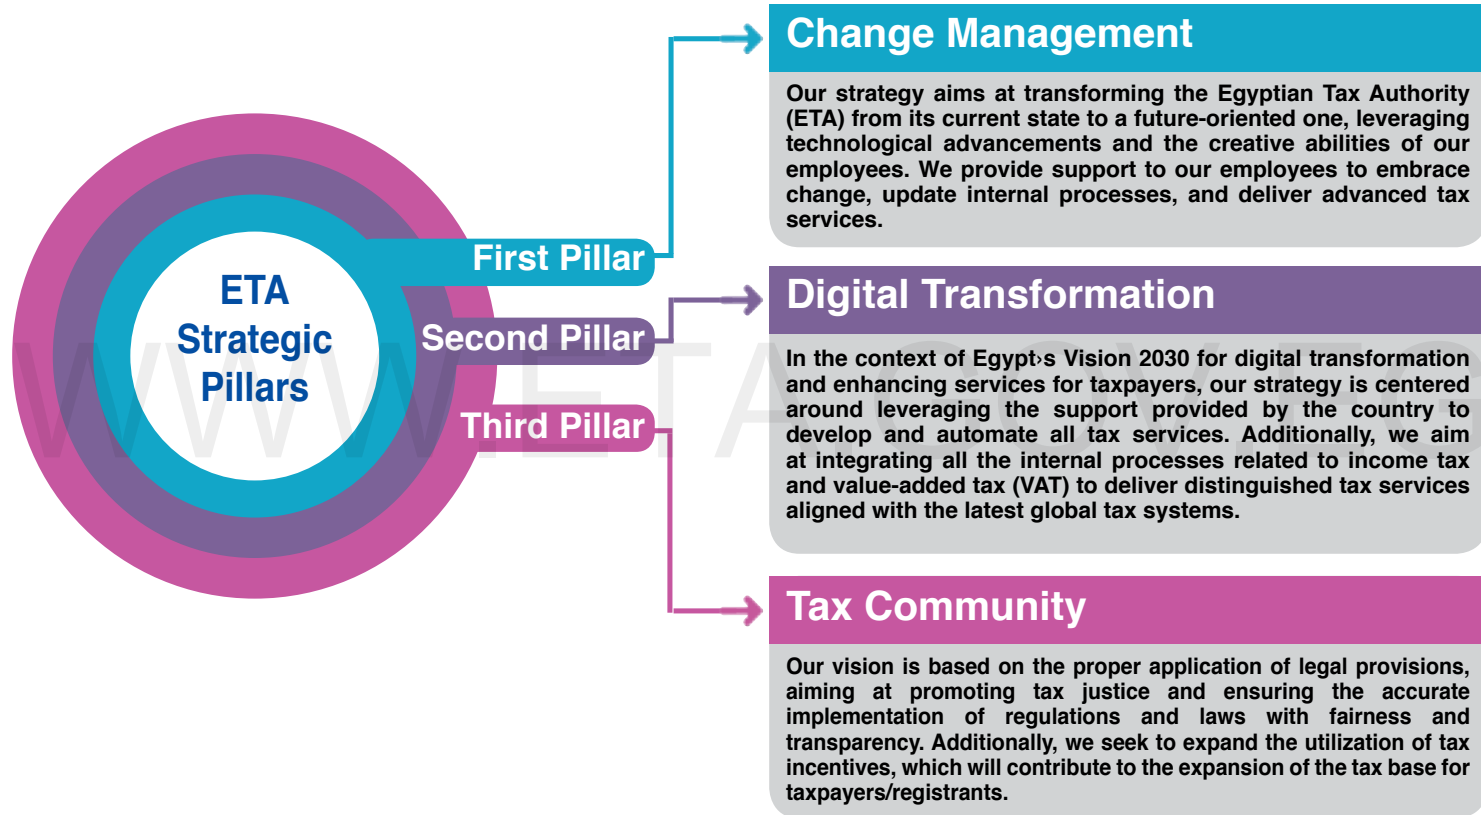 ETA
Strategic
Pillars
First Pillar
Second Pillar
Third Pillar
Change Management
Our strategy aims at transforming the Egyptian Tax Authority
(ETA) from its current state to a future-oriented one, leveraging
technological advancements and the creative abilities of our
employees. We provide support to our employees to embrace
change, update internal processes, and deliver advanced tax
services.
Digital Transformation
In the context of Egypt›s Vision 2030 for digital transformation
and enhancing services for taxpayers, our strategy is centered
around leveraging the support provided by the country to
develop and automate all tax services. Additionally, we aim
at integrating all the internal processes related to income tax
and value-added tax (VAT) to deliver distinguished tax services
aligned with the latest global tax systems.
Tax Community
Our vision is based on the proper application of legal provisions,
aiming at promoting tax justice and ensuring the accurate
implementation of regulations and laws with fairness and
transparency. Additionally, we seek to expand the utilization of tax
incentives, which will contribute to the expansion of the tax base for
taxpayers/registrants.
WWW.ETA.GOV.EG